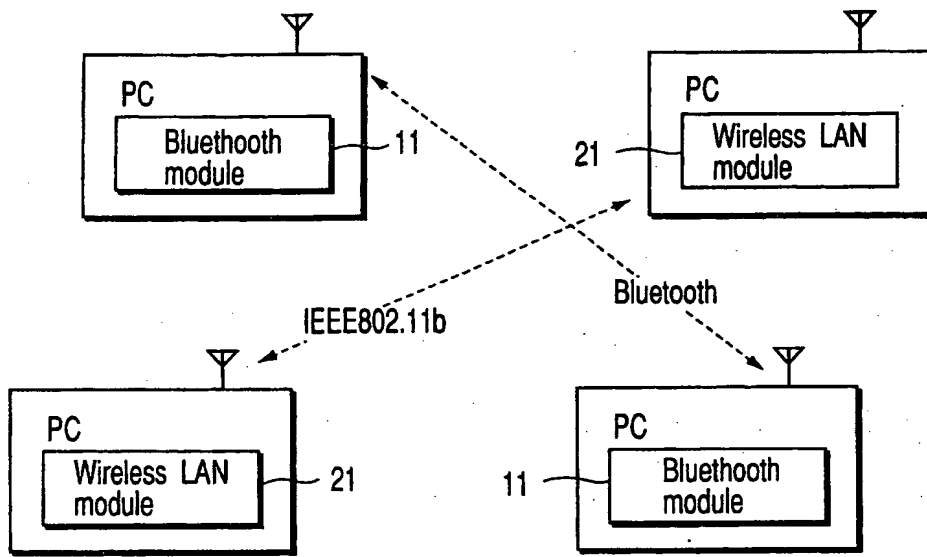 PC
Bluethooth
module
11
PC
Wireless LAN
module
21
IEEE802.11b
Bluetooth
PC
Wireless LAN
module
21
PC
Bluethooth
module
11